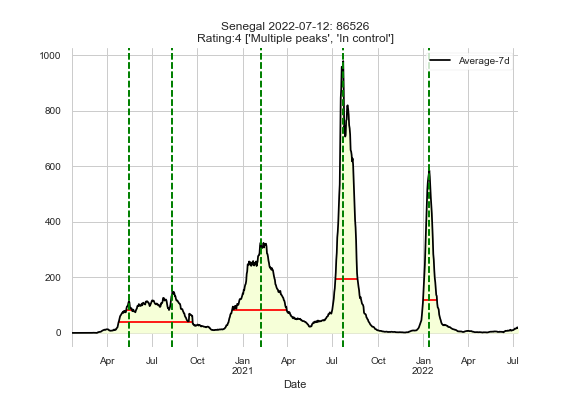 Senegal 2022-07-12: 86526
Rating:4 ['Multiple peaks', 'In control']
Average-7d
1000
800
600
400
200
0
Apr Jul Oct Jan Apr Jul Oct Jan Apr Jul
2021 2022
Date